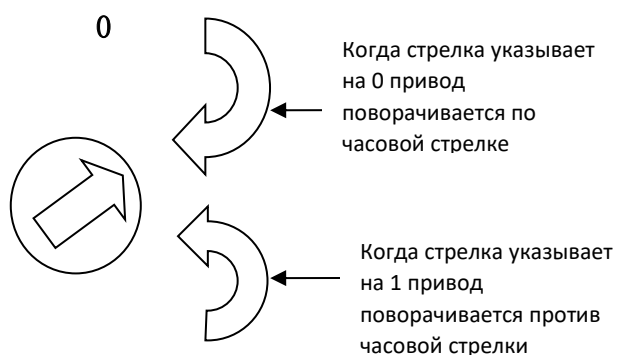 0
Когда стрелка указывает
на 0 привод
поворачивается по
часовой стрелке
Когда стрелка указывает
на 1 привод
поворачивается против
часовой стрелки